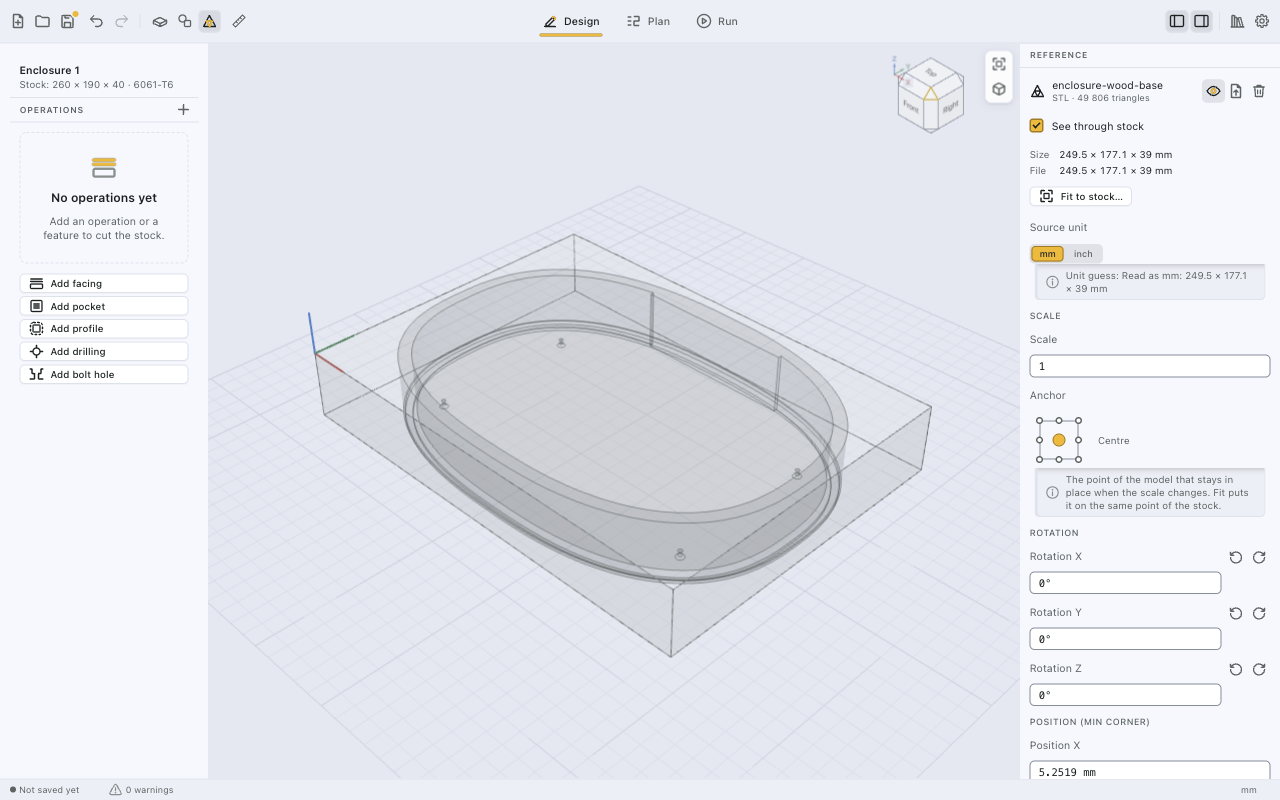 Design
Plan
Run
Enclosure 1
Stock: 260 × 190 × 40 · 6061-T6
OPERATIONS
No operations yet
Add an operation or a
feature to cut the stock.
Add facing
Add pocket
Add profile
Add drilling
Add bolt hole
Z
Top
Front
Right
REFERENCE
enclosure-wood-base
STL · 49 806 triangles
See through stock
Size 249.5 × 177.1 × 39 mm
File 249.5 × 177.1 × 39 mm
Fit to stock...
Source unit
mm inch
Unit guess: Read as mm: 249.5 × 177.1
× 39 mm
SCALE
Scale
1
Anchor
Centre
The point of the model that stays in
place when the scale changes. Fit puts
it on the same point of the stock.
ROTATION
Rotation X
0°
Rotation Y
0°
Rotation Z
0°
POSITION (MIN CORNER)
Position X
5.2519 mm
Not saved yet
0 warnings
mm